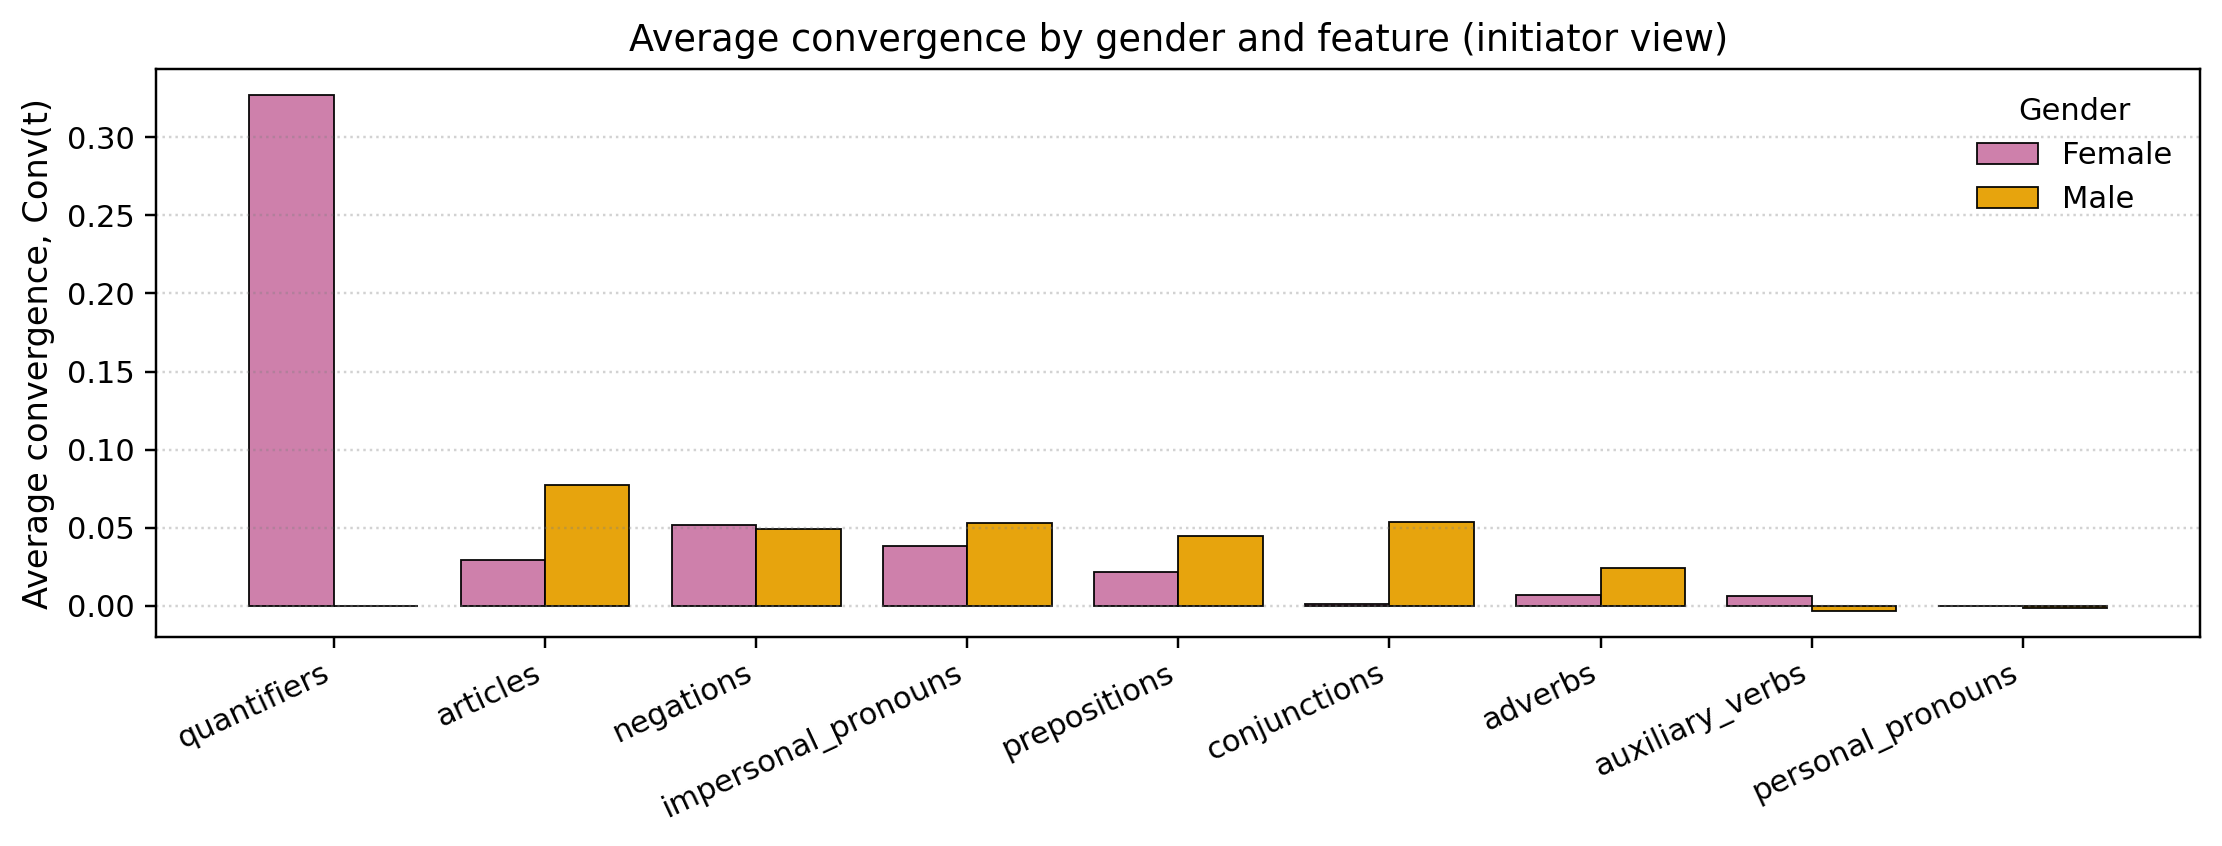 Average convergence by gender and feature (initiator view)
Average convergence, Conv(t)
0.30
0.25
0.20
0.15
0.10
0.05
0.00
Gender
Female
Male
quantifiers
articles
negations
impersonal_pronouns
prepositions
conjunctions
adverbs
auxiliary_verbs
personal_pronouns